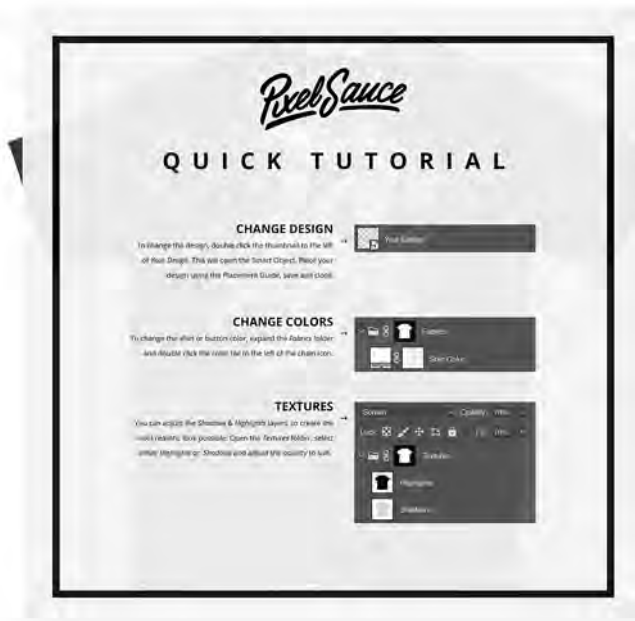 PixelSauce
QUICK TUTORIAL
CHANGE DESIGN
To change the design, double click the thumbnail to the left
of Your Design. This will open the Smart Object. Place your
design using the Placement Guide, save and close.
Your Design
CHANGE COLORS
To change the shirt or button color, expand the Fabrics folder
and double click the color tile to the left of the chain icon.
Fabrics
Shirt Color
TEXTURES
You can adjust the Shadow & Highlights layers, to create the
most realistic look possible. Open the Textures folder, select
either Highlights or Shadows and adjust the opacity to suit.
Screen
Opacity:
Lock:
Textures
Highlights
Shadows